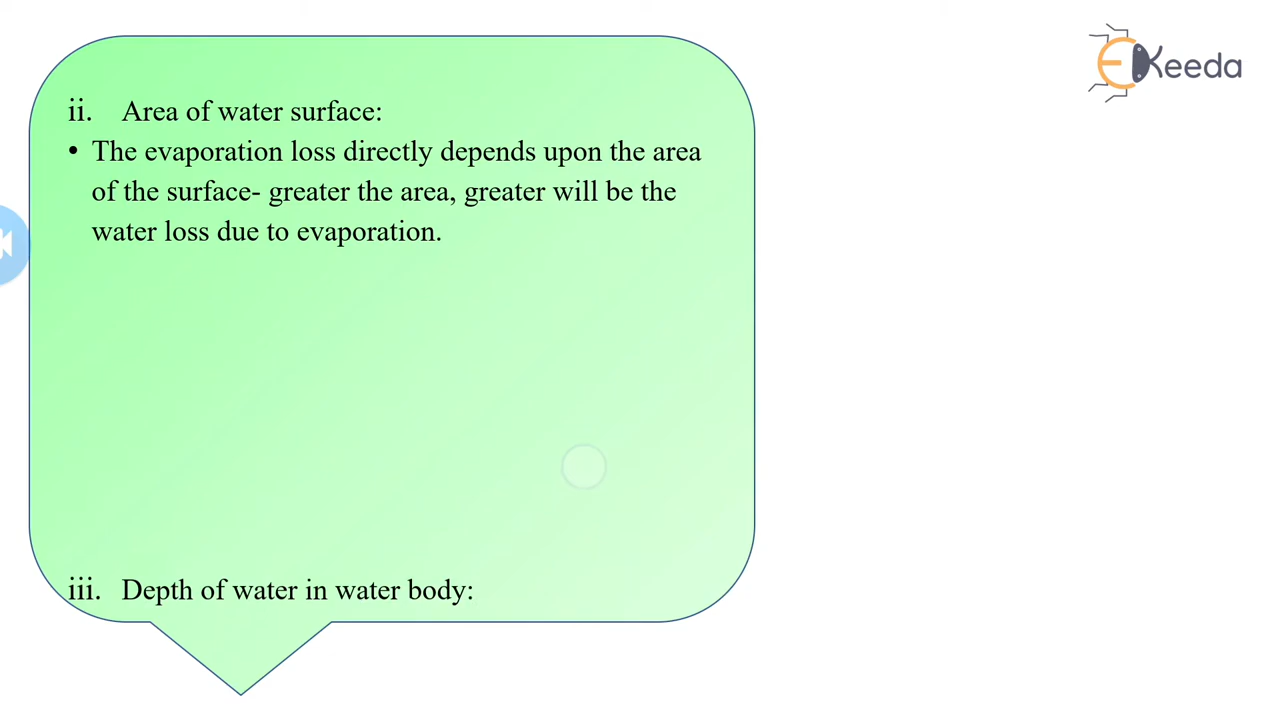 EKeeda
ii. Area of water surface:
• The evaporation loss directly depends upon the area
of the surface- greater the area, greater will be the
water loss due to evaporation.
iii. Depth of water in water body: